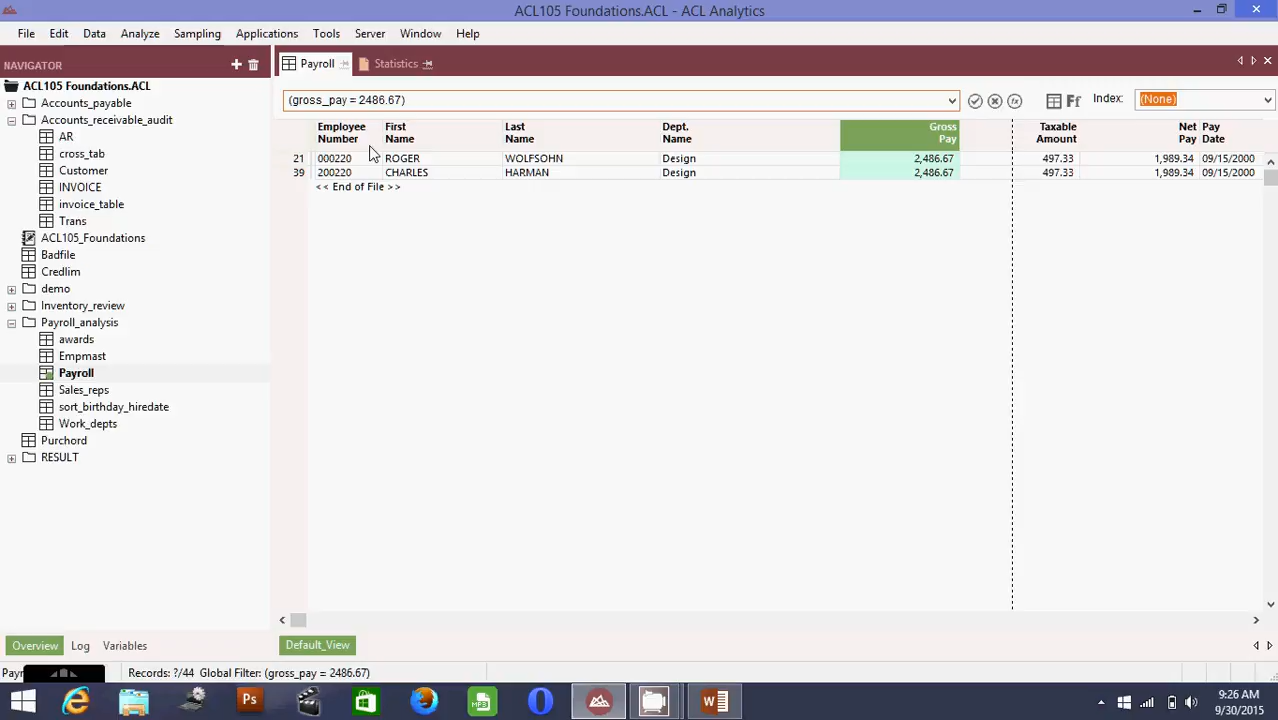 ACL105 Foundations.ACL - ACL Analytics
File Edit Data Analyze Sampling Applications Tools Server Window Help
NAVIGATOR
ACL105 Foundations.ACL
Accounts_payable
Accounts_receivable_audit
AR
cross_tab
Customer
INVOICE
invoice_table
Trans
ACL105_Foundations
Badfile
Credlim
demo
Inventory_review
Payroll_analysis
awards
Empmast
Payroll
Sales_reps
sort_birthday_hiredate
Work_depts
Purchord
RESULT
Overview Log Variables
Payroll Statistics
(gross_pay = 2486.67) Ff Index: (None)
Employee First Last Dept. Gross Taxable Net Pay
Number Name Name Name Pay Amount Pay Date
21 000220 ROGER WOLFSOHN Design 2,486.67 497.33 1,989.34 09/15/2000
39 200220 CHARLES HARMAN Design 2,486.67 497.33 1,989.34 09/15/2000
<< End of File >>
Default_View
Payr Records: ?/44 Global Filter: (gross_pay = 2486.67)
Ps MP3
9:26 AM
9/30/2015